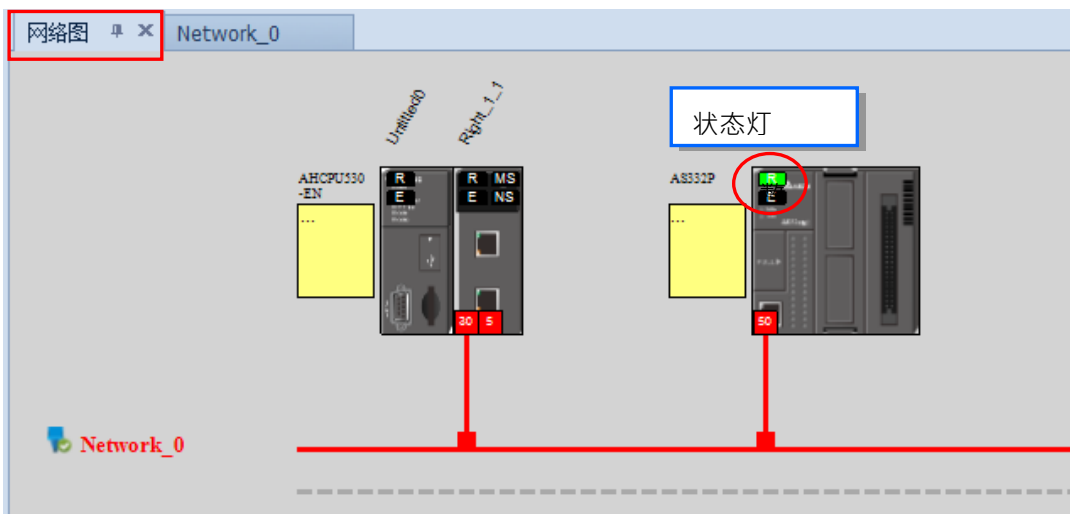 网络图
Network_0
Untitled0
Right_1_1
状态灯
AHCPU530
-EN
...
R
E
R MS
E NS
30 5
AS332P
...
R
E
50
Network_0